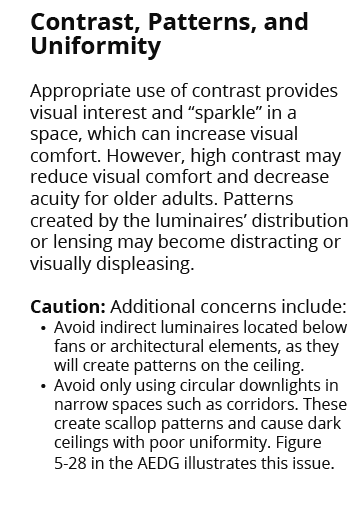 Contrast, Patterns, and
Uniformity
Appropriate use of contrast provides
visual interest and “sparkle” in a
space, which can increase visual
comfort. However, high contrast may
reduce visual comfort and decrease
acuity for older adults. Patterns
created by the luminaires’ distribution
or lensing may become distracting or
visually displeasing.
Caution: Additional concerns include:
• Avoid indirect luminaires located below
fans or architectural elements, as they
will create patterns on the ceiling.
• Avoid only using circular downlights in
narrow spaces such as corridors. These
create scallop patterns and cause dark
ceilings with poor uniformity. Figure
5-28 in the AEDG illustrates this issue.